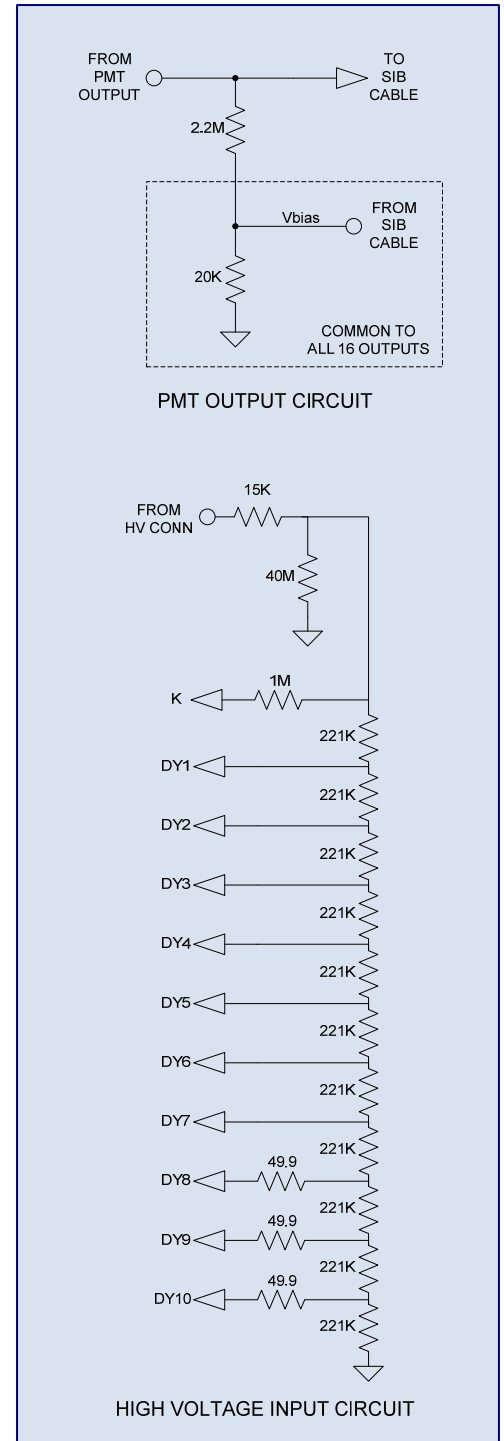 FROM
PMT
OUTPUT
TO
SIB
CABLE
2.2M
Vbias
FROM
SIB
CABLE
20K
COMMON TO
ALL 16 OUTPUTS
PMT OUTPUT CIRCUIT
15K
FROM
HV CONN
40M
1M
K
221K
DY1
221K
DY2
221K
DY3
221K
DY4
221K
DY5
221K
DY6
221K
DY7
221K
49.9
DY8
221K
49.9
DY9
221K
49.9
DY10
221K
HIGH VOLTAGE INPUT CIRCUIT